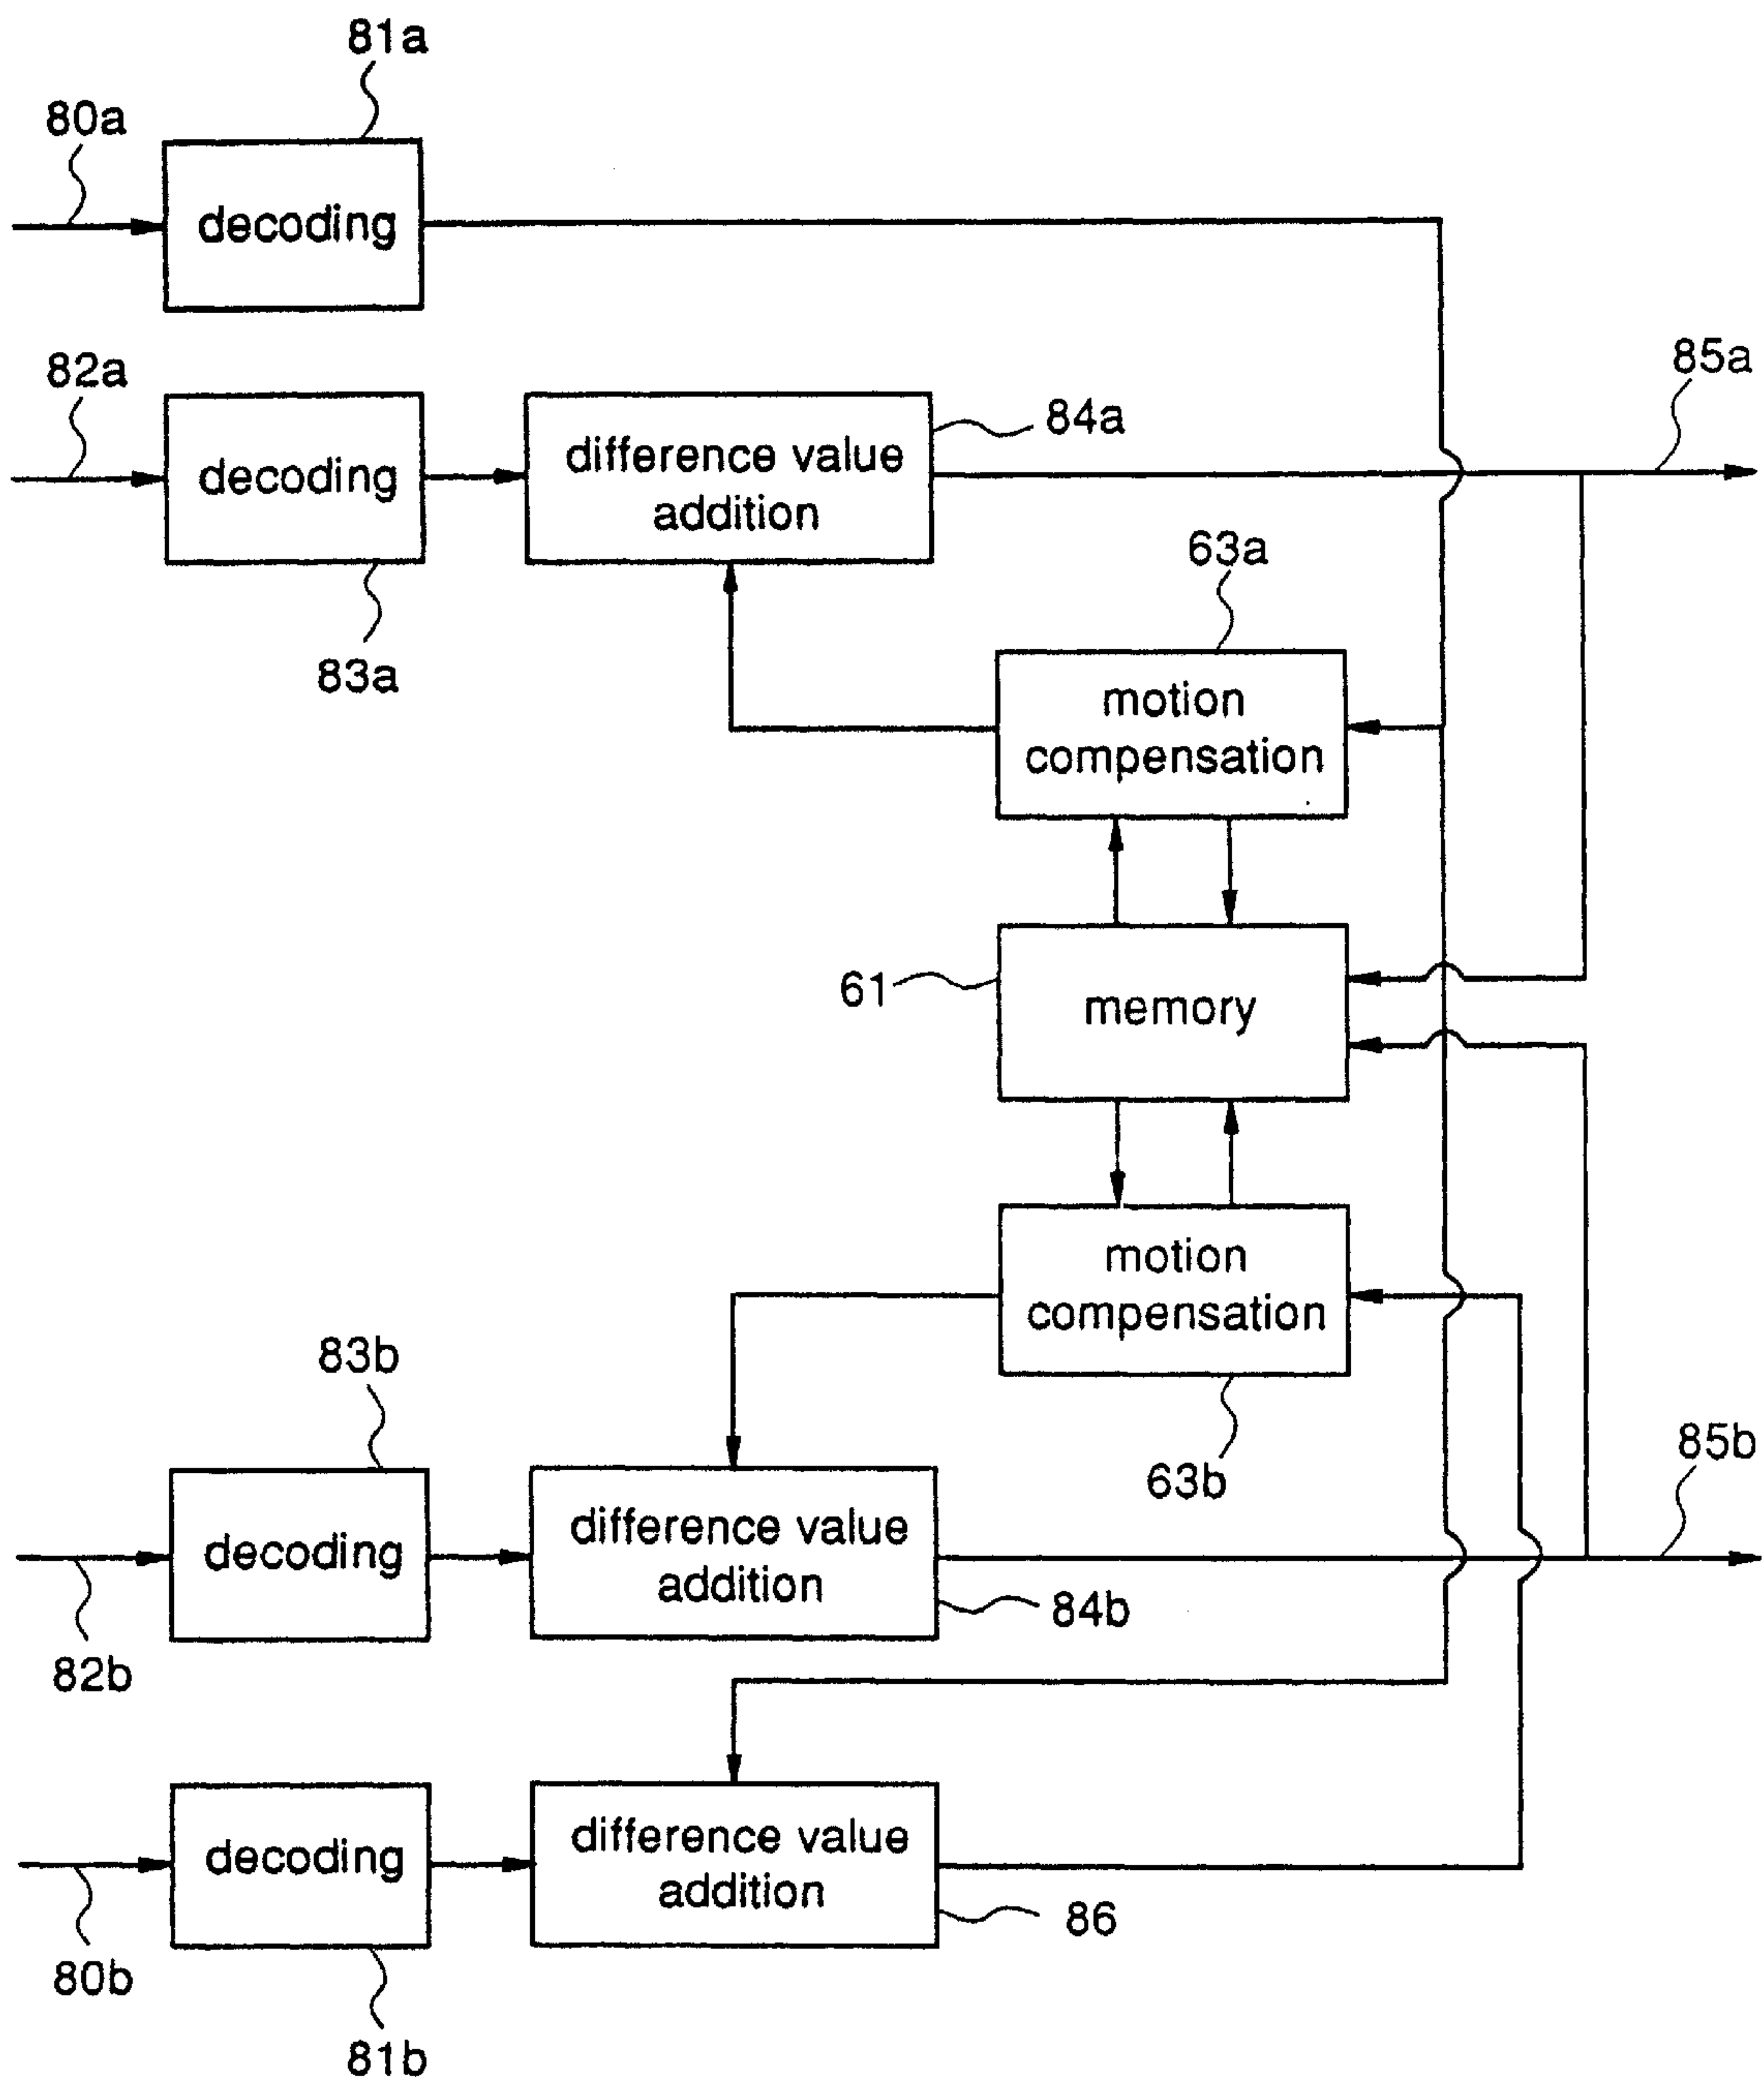 81a
80a
decoding
82a
85a
decoding
difference value
addition
84a
83a
63a
motion
compensation
61
memory
motion
compensation
83b
63b
85b
decoding
difference value
addition
84b
82b
decoding
difference value
addition
86
80b
81b